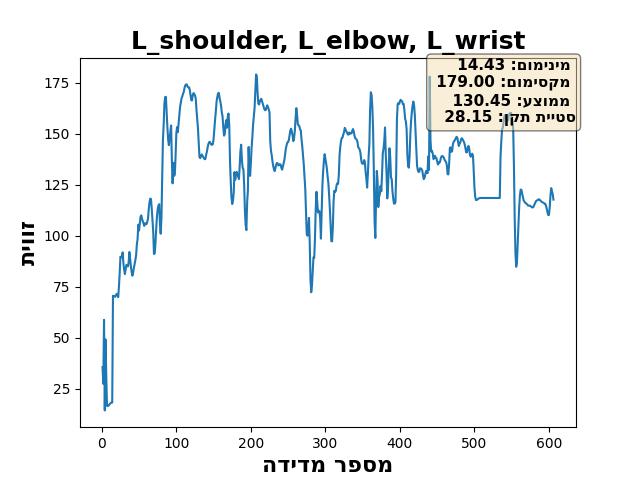 L_shoulder, L_elbow, L_wrist
מינימום: 14.43
מקסימום: 179.00
ממוצע: 130.45
סטיית תקן: 28.15
175
150
125
100
75
50
25
זווית
0 100 200 300 400 500 600
מספר מדידה